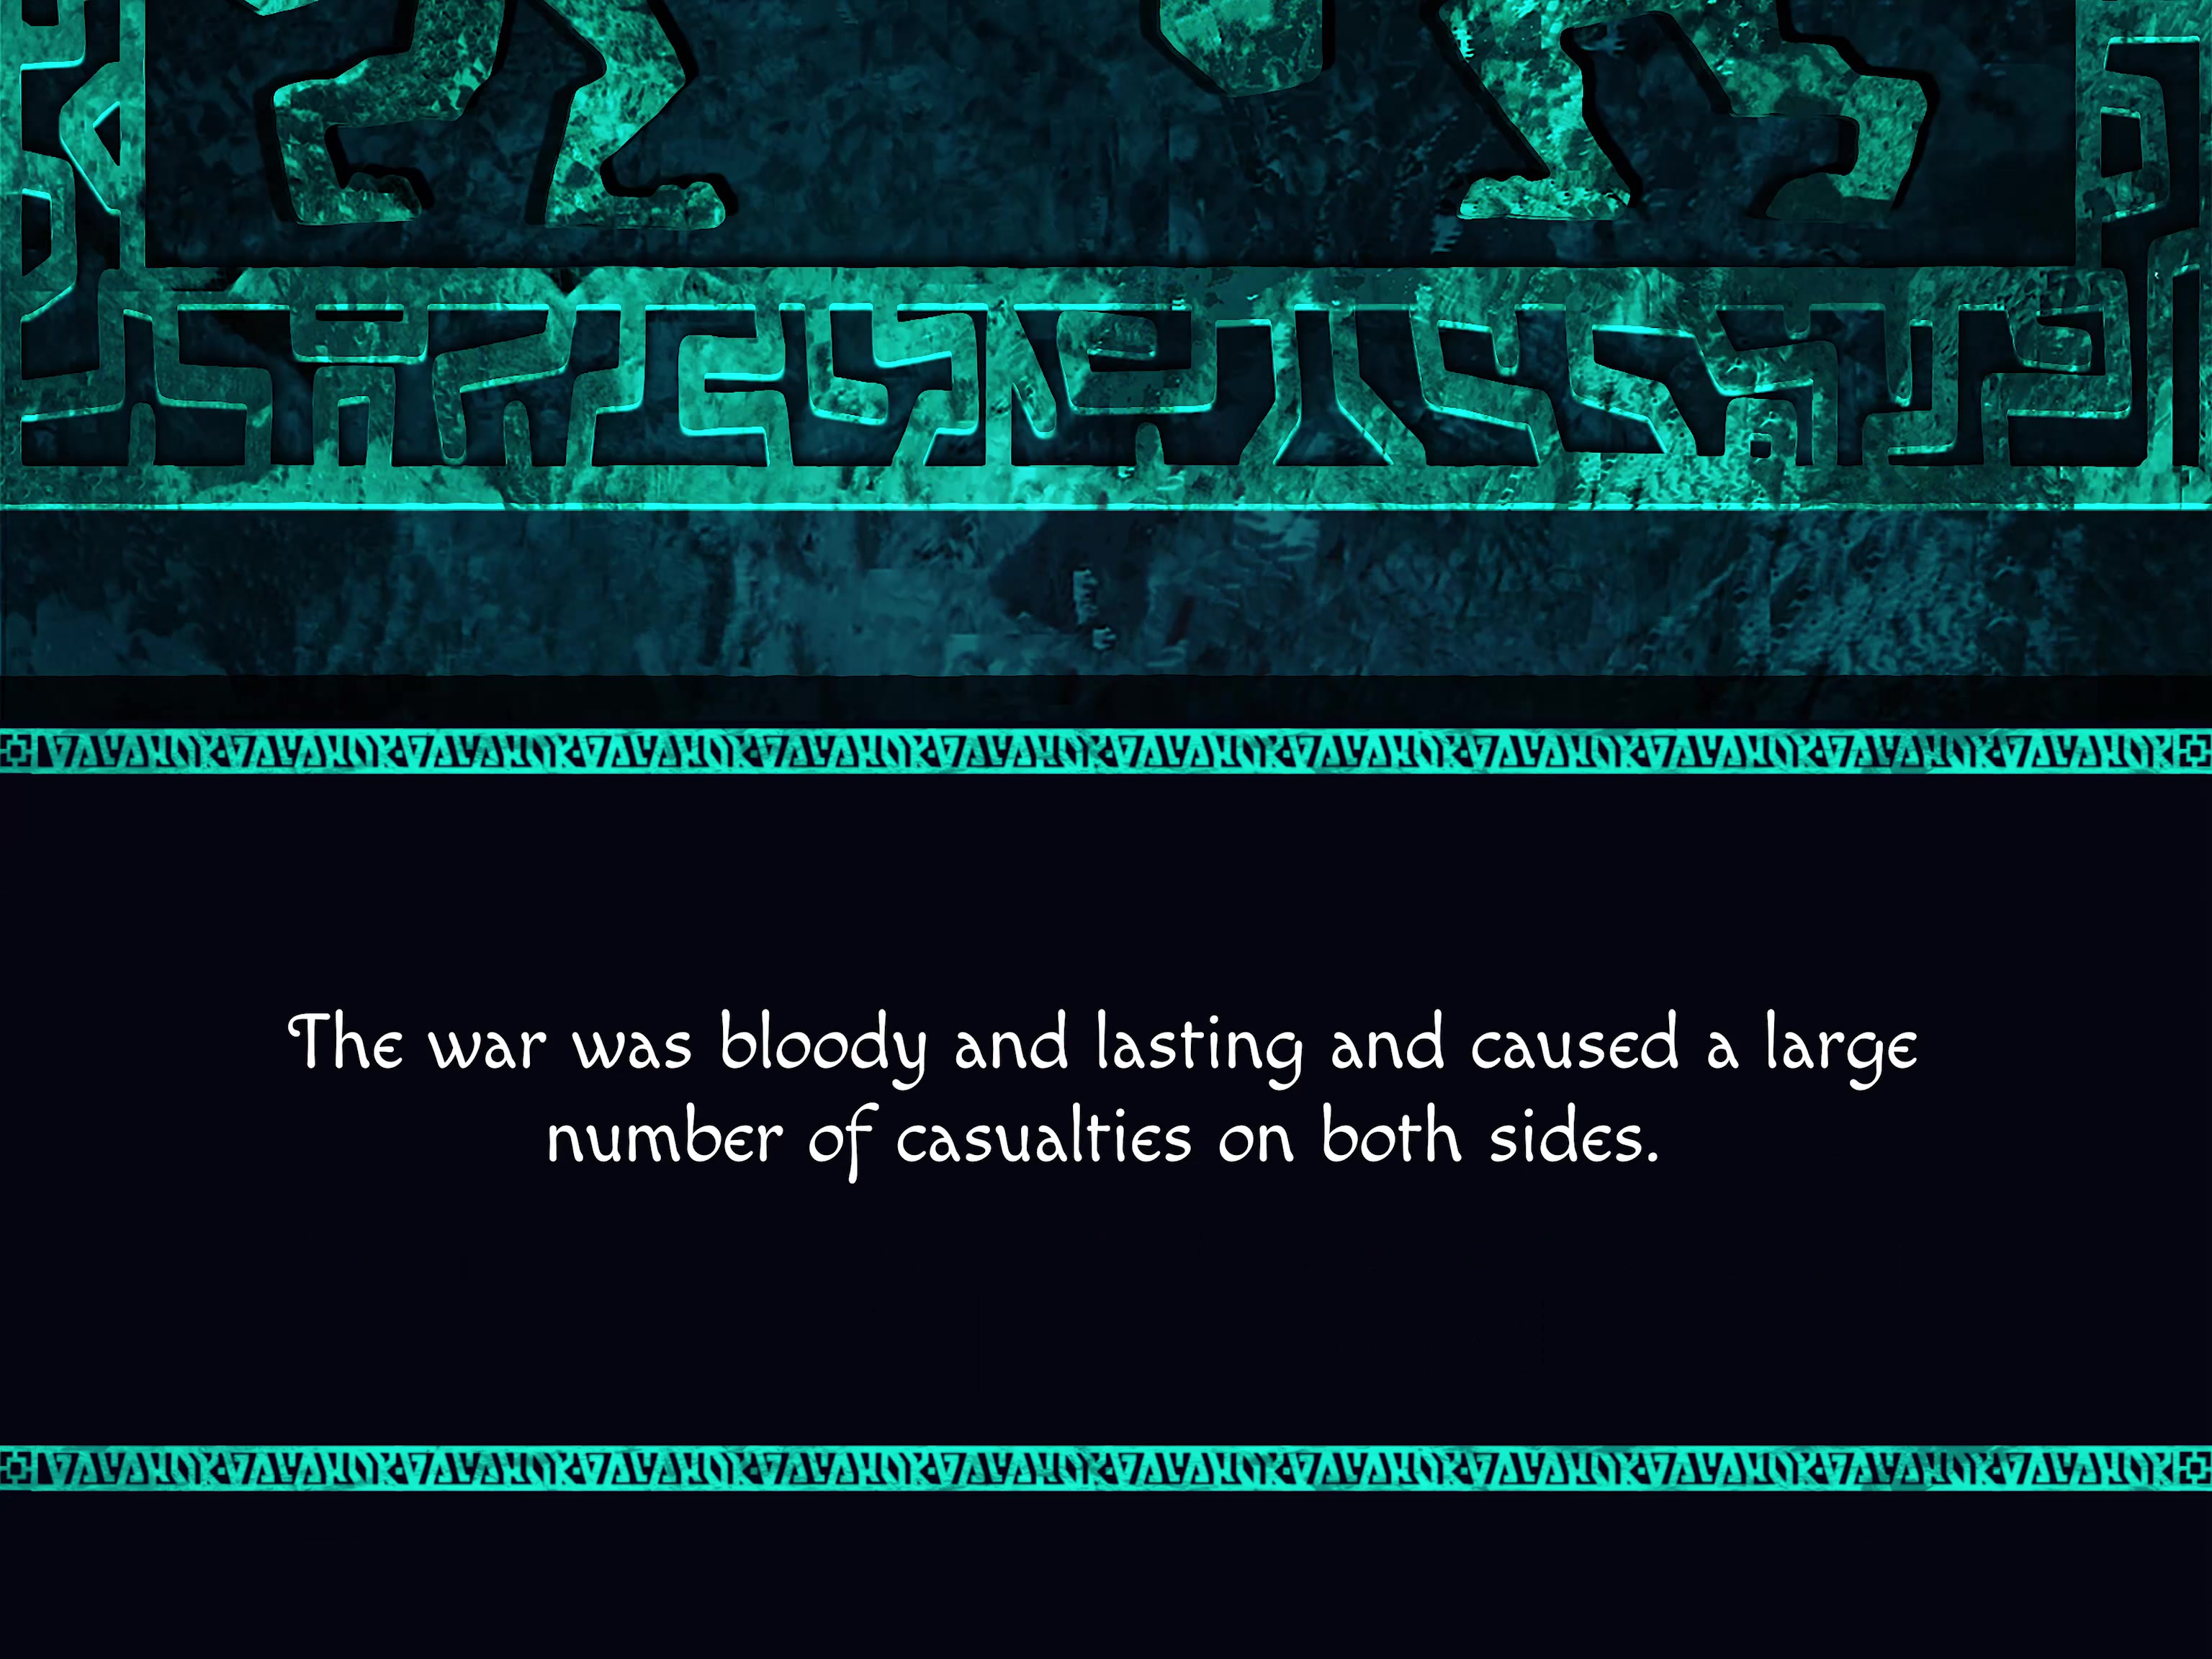 The war was bloody and lasting and caused a large
number of casualties on both sides.